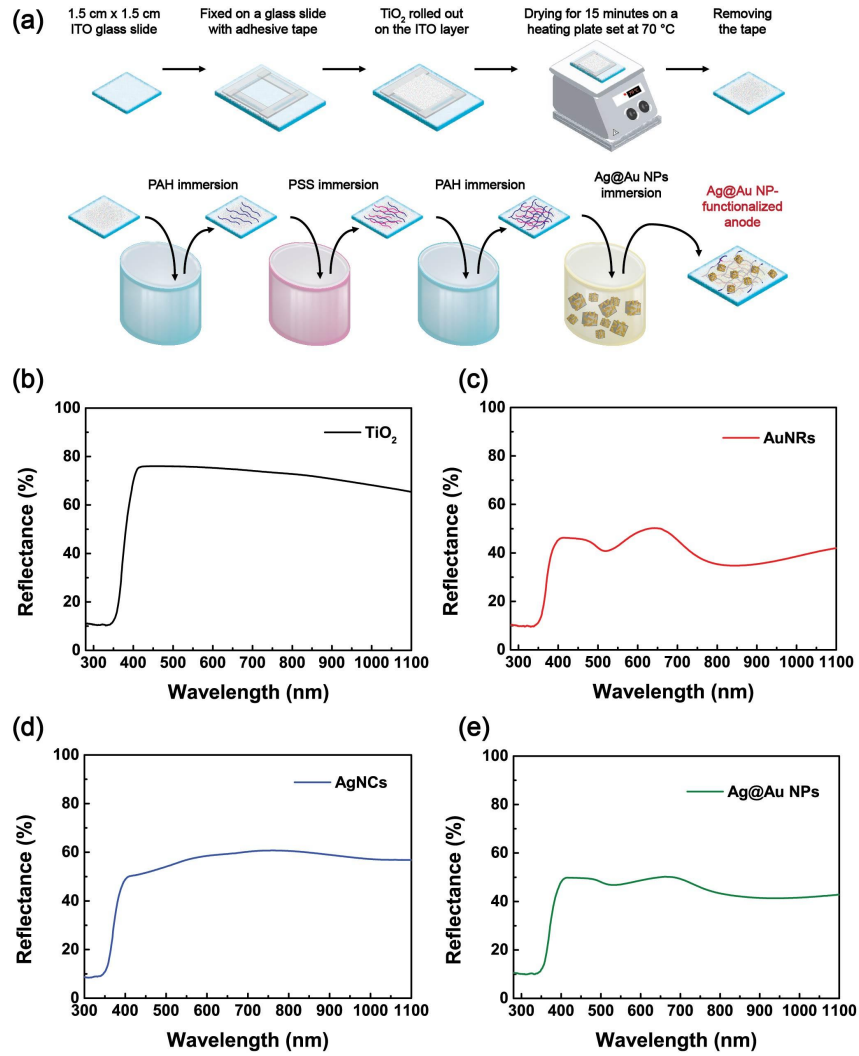 (a)
1.5 cm x 1.5 cm
ITO glass slide
Fixed on a glass slide
with adhesive tape
TiO₂ rolled out
on the ITO layer
Drying for 15 minutes on a
heating plate set at 70 °C
Removing
the tape
PAH immersion
PSS immersion
PAH immersion
Ag@Au NPs
immersion
Ag@Au NP-
functionalized
anode
(b)
100
80
60
40
20
0
Reflectance (%)
TiO₂
300 400 500 600 700 800 900 1000 1100
Wavelength (nm)
(c)
100
80
60
40
20
0
Reflectance (%)
AuNRs
300 400 500 600 700 800 900 1000 1100
Wavelength (nm)
(d)
100
80
60
40
20
0
Reflectance (%)
AgNCs
300 400 500 600 700 800 900 1000 1100
Wavelength (nm)
(e)
100
80
60
40
20
0
Reflectance (%)
Ag@Au NPs
300 400 500 600 700 800 900 1000 1100
Wavelength (nm)